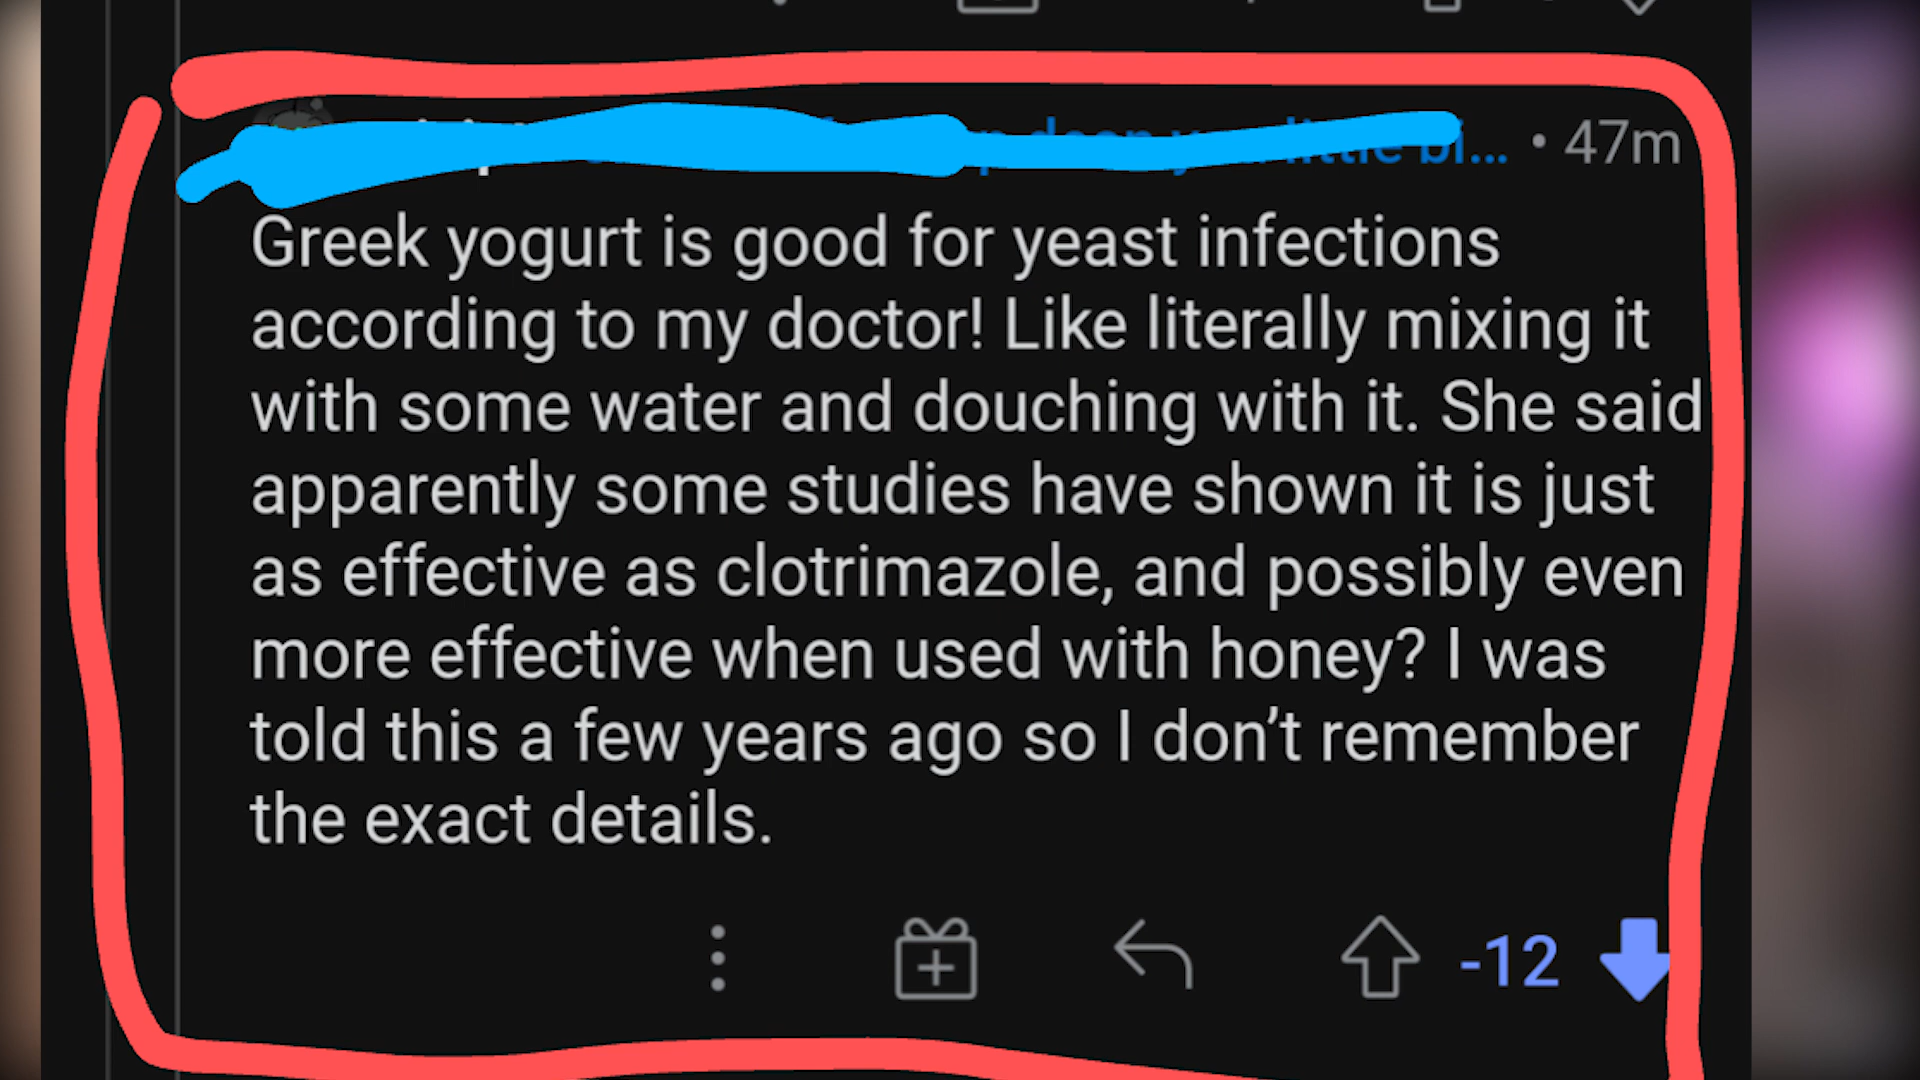 bi... • 47m
Greek yogurt is good for yeast infections
according to my doctor! Like literally mixing it
with some water and douching with it. She said
apparently some studies have shown it is just
as effective as clotrimazole, and possibly even
more effective when used with honey? I was
told this a few years ago so I don’t remember
the exact details.
-12